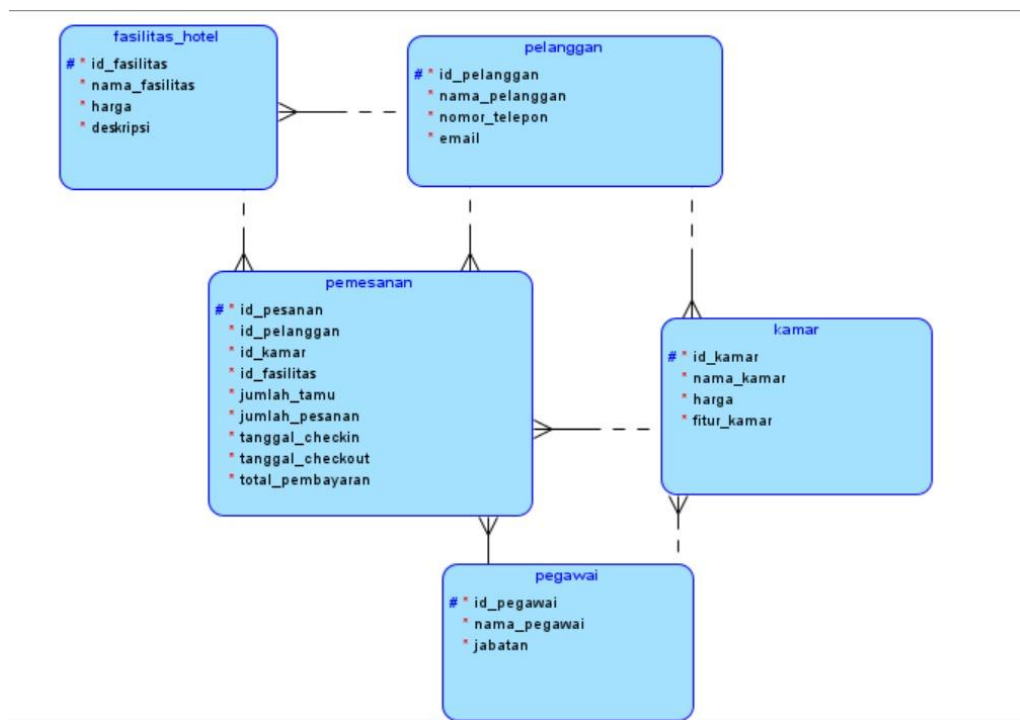 fasilitas_hotel
# * id_fasilitas
* nama_fasilitas
* harga
* deskripsi
pelanggan
# * id_pelanggan
* nama_pelanggan
* nomor_telepon
* email
pemesanan
# * id_pesanan
* id_pelanggan
* id_kamar
* id_fasilitas
* jumlah_tamu
* jumlah_pesanan
* tanggal_checkin
* tanggal_checkout
* total_pembayaran
kamar
# * id_kamar
* nama_kamar
* harga
* fitur_kamar
pegawai
# * id_pegawai
* nama_pegawai
* jabatan